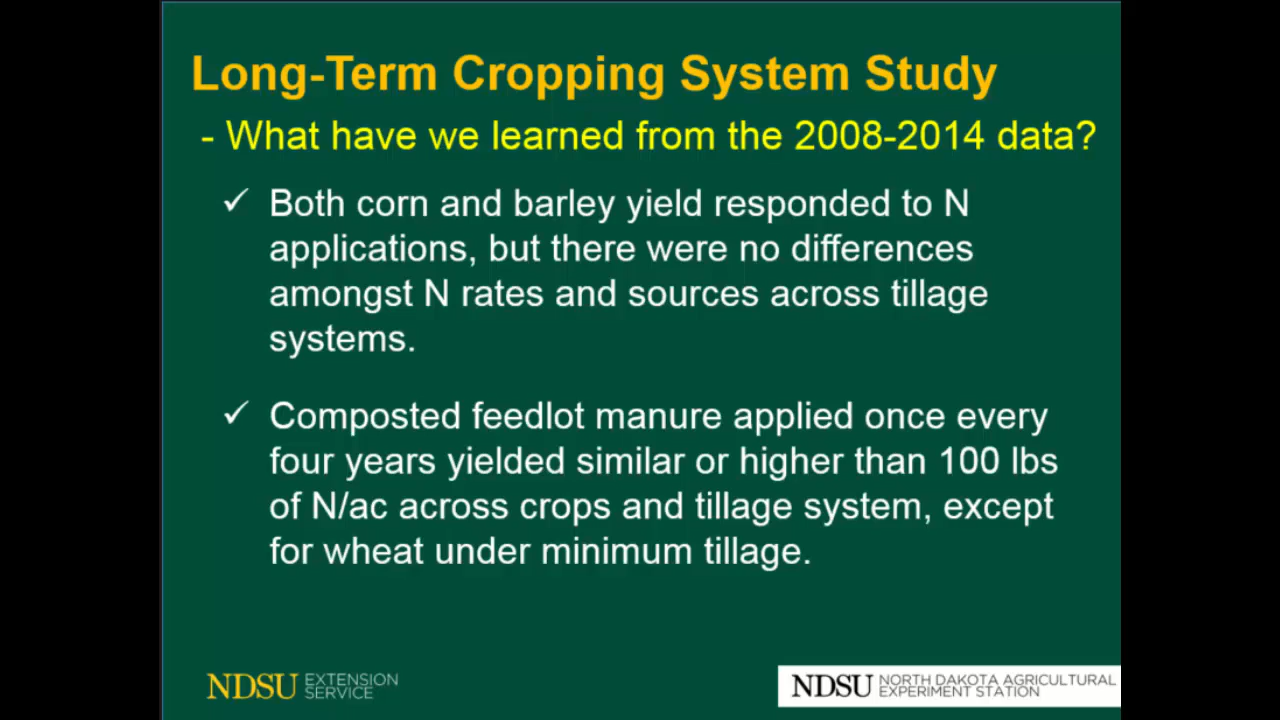 Long-Term Cropping System Study
- What have we learned from the 2008-2014 data?
✓ Both corn and barley yield responded to N
applications, but there were no differences
amongst N rates and sources across tillage
systems.
✓ Composted feedlot manure applied once every
four years yielded similar or higher than 100 lbs
of N/ac across crops and tillage system, except
for wheat under minimum tillage.
NDSU EXTENSION
SERVICE
NDSU NORTH DAKOTA AGRICULTURAL
EXPERIMENT STATION